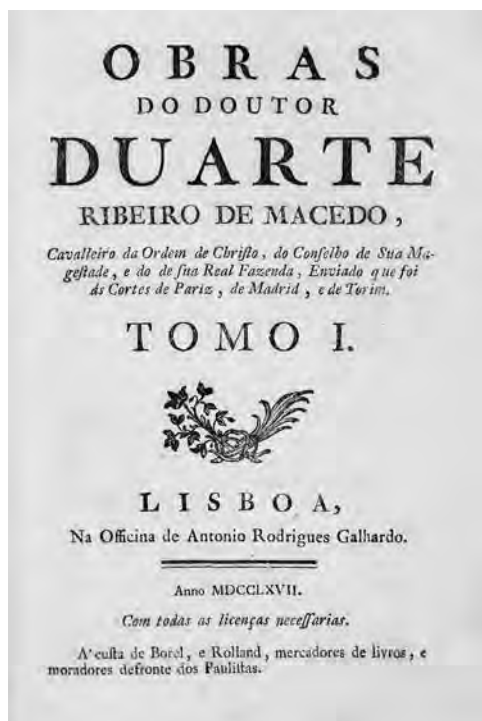 OBRAS
DO DOUTOR
DUARTE
RIBEIRO DE MACEDO,
Cavalleiro da Ordem de Chriſto, do Conſelho de Sua Ma-
geſtade, e do de ſua Real Fazenda, Enviado que foi
ás Cortes de Pariz, de Madrid, e de Torim.
TOMO I.
LISBOA,
Na Officina de Antonio Rodrigues Galhardo.
Anno MDCCLXVII.
Com todas as licenças neceſſarias.
A' cuſta de Borel, e Rolland, mercadores de livros, e
moradores defronte dos Pauliſtas.